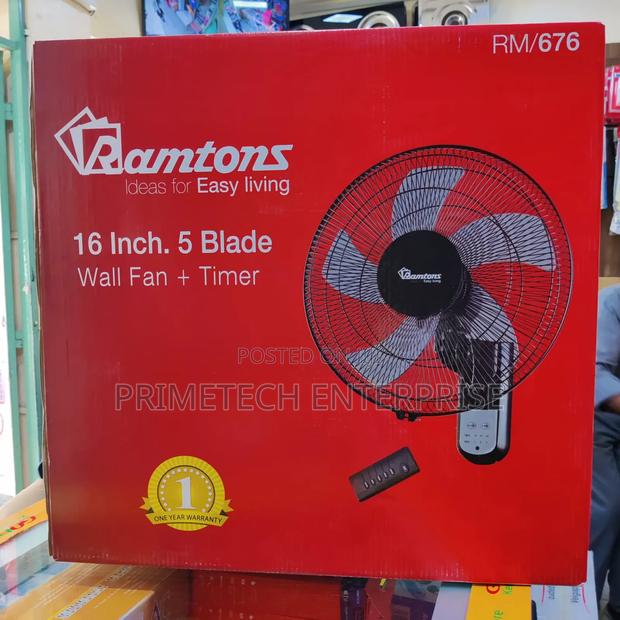 RM/676
Ramtons
Ideas for Easy living
16 Inch. 5 Blade
Wall Fan + Timer
Ramtons
Easy living
POSTED ON
PRIMETECH ENTERPRISE
1
ONE YEAR WARRANTY